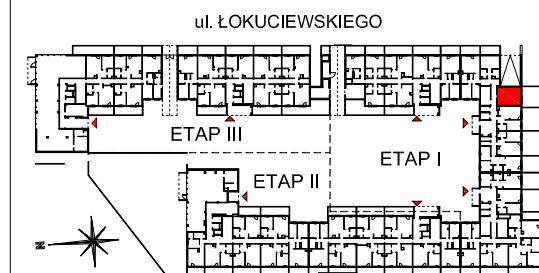 ul. ŁOKUCIEWSKIEGO
ETAP III
ETAP I
ETAP II
N